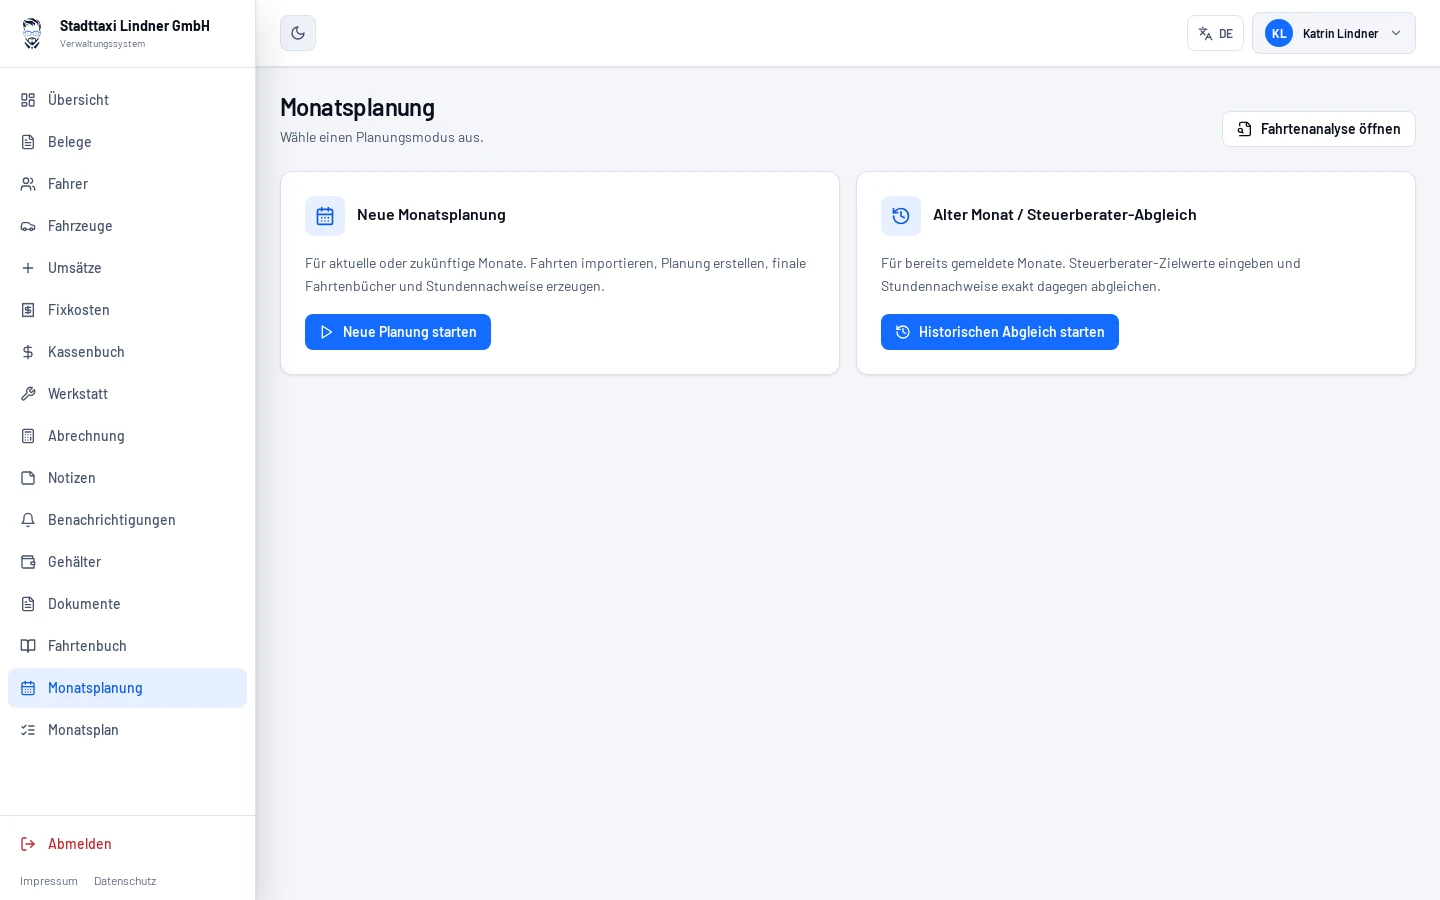 Stadttaxi Lindner GmbH
Verwaltungssystem
Übersicht
Belege
Fahrer
Fahrzeuge
Umsätze
Fixkosten
Kassenbuch
Werkstatt
Abrechnung
Notizen
Benachrichtigungen
Gehälter
Dokumente
Fahrtenbuch
Monatsplanung
Monatsplan
Abmelden
Impressum Datenschutz
DE
KL Katrin Lindner
Monatsplanung
Wähle einen Planungsmodus aus.
Fahrtenanalyse öffnen
Neue Monatsplanung
Für aktuelle oder zukünftige Monate. Fahrten importieren, Planung erstellen, finale
Fahrtenbücher und Stundennachweise erzeugen.
Neue Planung starten
Alter Monat / Steuerberater-Abgleich
Für bereits gemeldete Monate. Steuerberater-Zielwerte eingeben und
Stundennachweise exakt dagegen abgleichen.
Historischen Abgleich starten